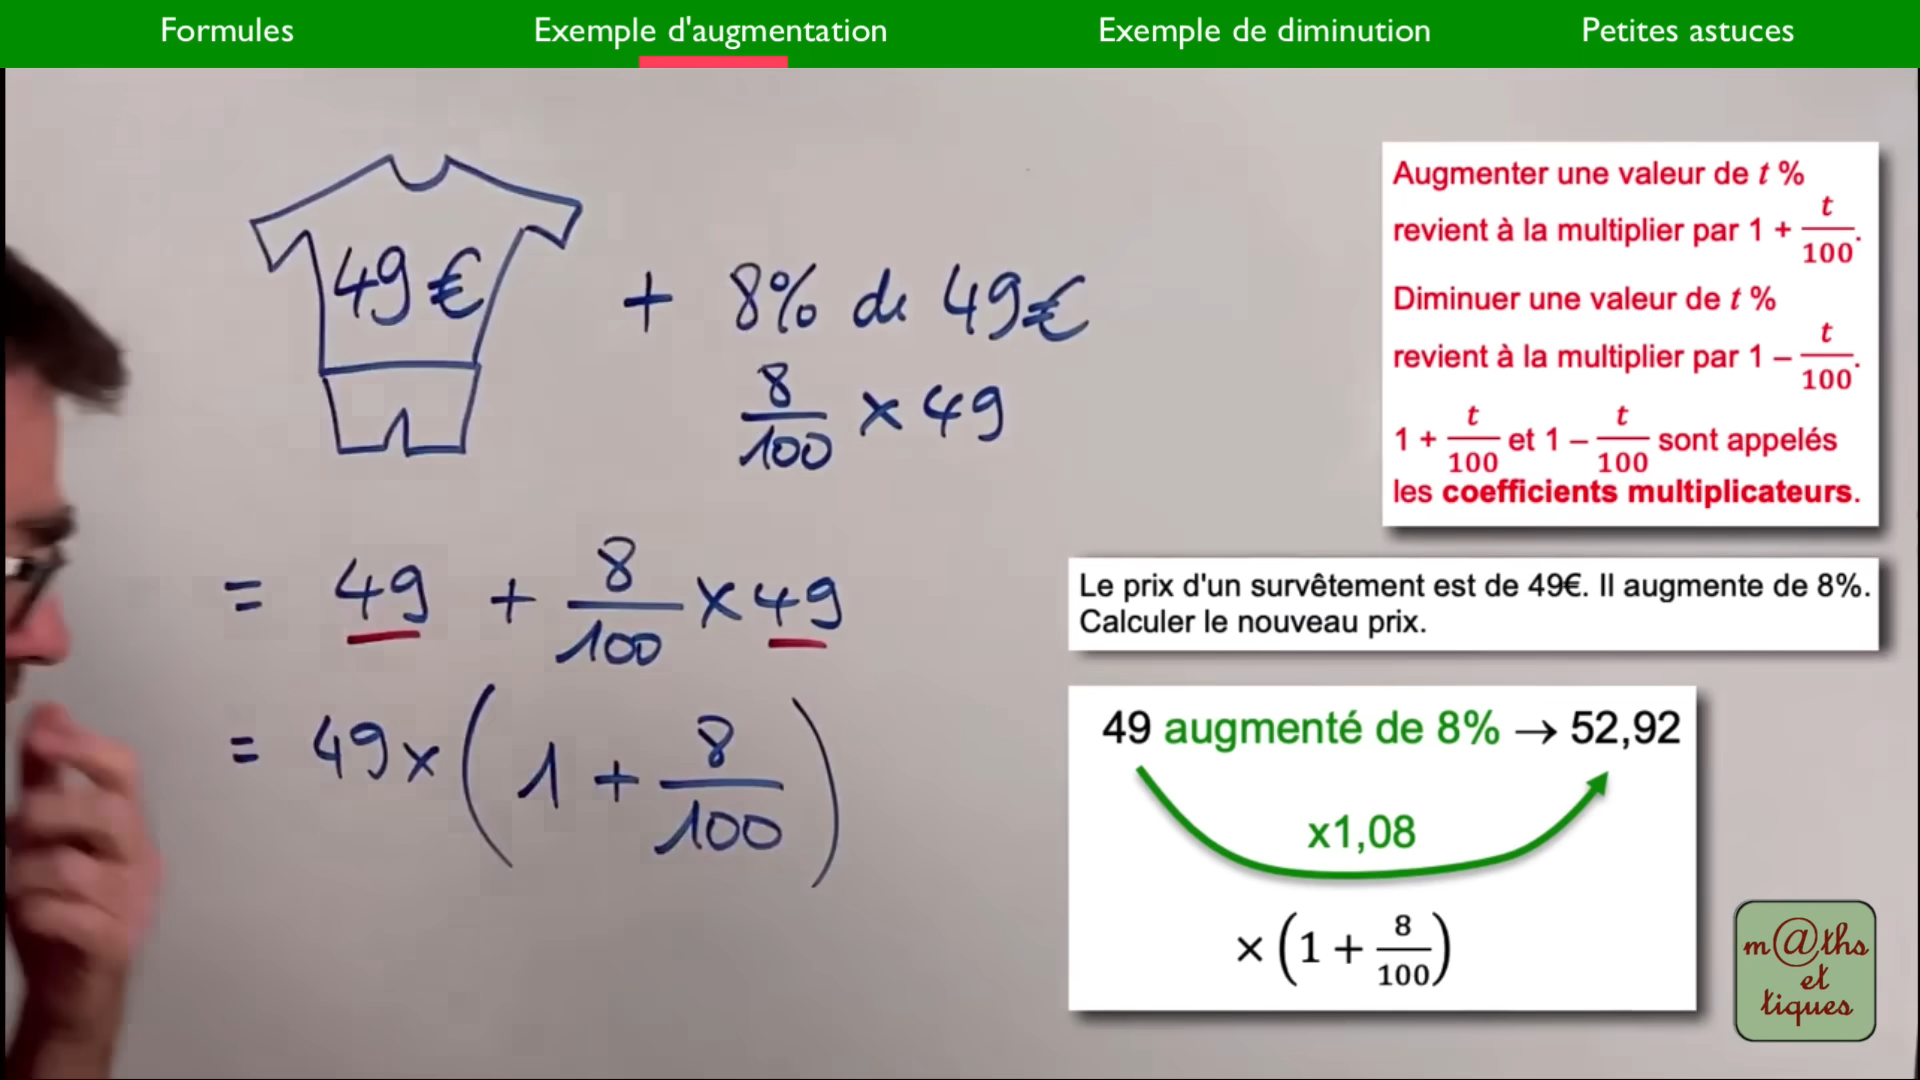 Formules
Exemple d'augmentation
Exemple de diminution
Petites astuces
49€ + 8% de 49€
8/100 × 49
= 49 + 8/100 × 49
= 49 × (1 + 8/100)
Augmenter une valeur de t %
revient à la multiplier par 1 + t/100.
Diminuer une valeur de t %
revient à la multiplier par 1 – t/100.
1 + t/100 et 1 – t/100 sont appelés
les coefficients multiplicateurs.
Le prix d'un survêtement est de 49€. Il augmente de 8%.
Calculer le nouveau prix.
49 augmenté de 8% → 52,92
x1,08
× (1 + 8/100)
m@ths
et
tiques